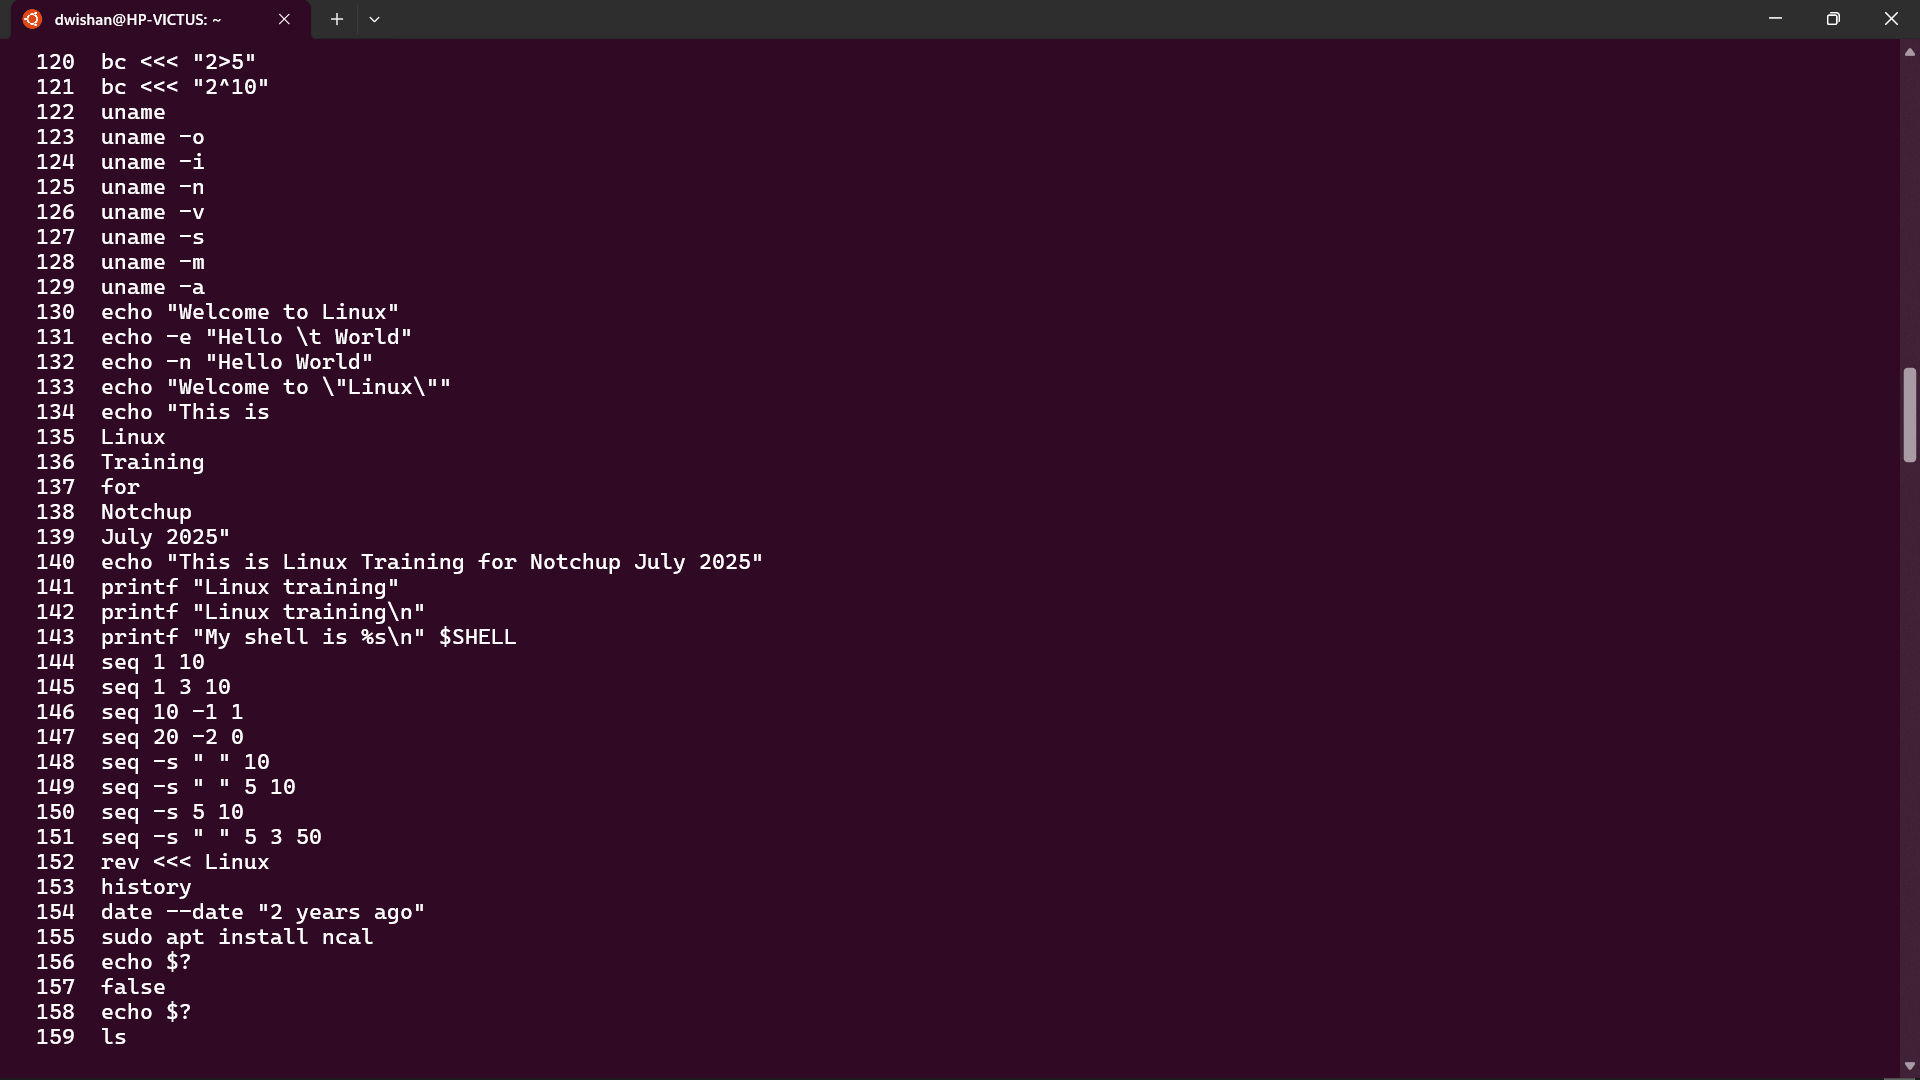 dwishan@HP-VICTUS: ~
120 bc <<< "2>5"
121 bc <<< "2^10"
122 uname
123 uname -o
124 uname -i
125 uname -n
126 uname -v
127 uname -s
128 uname -m
129 uname -a
130 echo "Welcome to Linux"
131 echo -e "Hello \t World"
132 echo -n "Hello World"
133 echo "Welcome to \"Linux\""
134 echo "This is
135 Linux
136 Training
137 for
138 Notchup
139 July 2025"
140 echo "This is Linux Training for Notchup July 2025"
141 printf "Linux training"
142 printf "Linux training\n"
143 printf "My shell is %s\n" $SHELL
144 seq 1 10
145 seq 1 3 10
146 seq 10 -1 1
147 seq 20 -2 0
148 seq -s " " 10
149 seq -s " " 5 10
150 seq -s 5 10
151 seq -s " " 5 3 50
152 rev <<< Linux
153 history
154 date --date "2 years ago"
155 sudo apt install ncal
156 echo $?
157 false
158 echo $?
159 ls